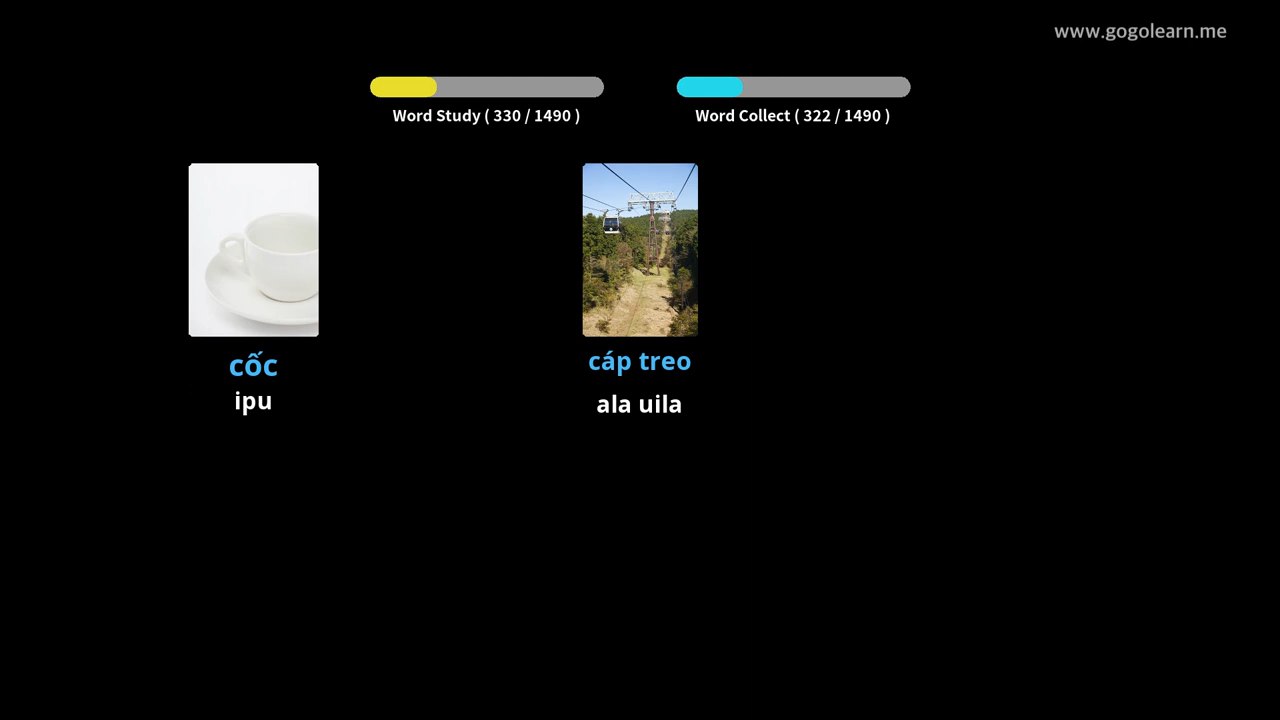 www.gogolearn.me
Word Study ( 330 / 1490 )
Word Collect ( 322 / 1490 )
cốc
ipu
cáp treo
ala uila